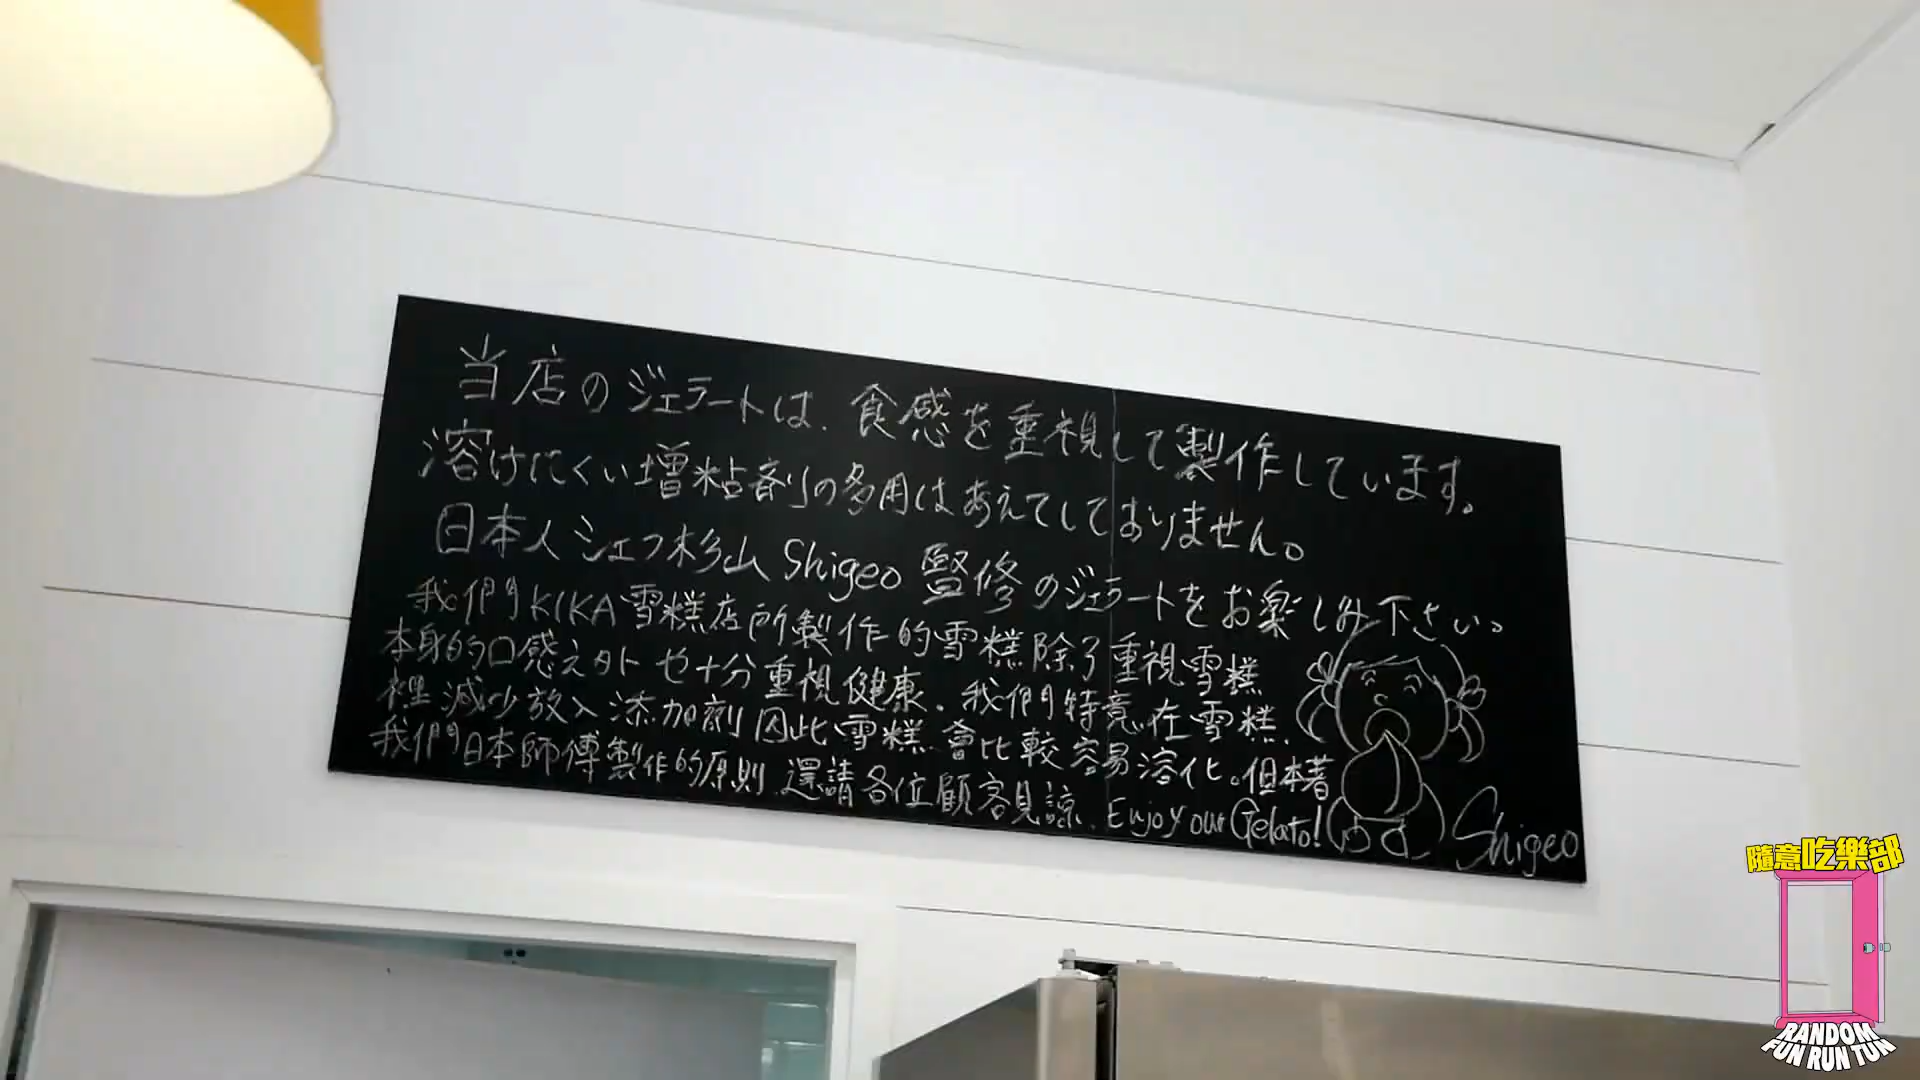 当店のジェラートは、食感を重視して製作しています。
溶けにくい増粘剤の多用はあえてしておりません。
日本人シェフ杉山 Shigeo 監修のジェラートをお楽しみ下さい。
我們KIKA雪糕店所製作的雪糕除了重視雪糕
本身的口感之外 也十分重視健康。我們特意在雪糕
裡減少放入添加劑 因此雪糕會比較容易溶化。但本著
我們日本師傅製作的原則,還請各位顧客見諒. Enjoy our Gelato!
Shigeo
隨意吃樂部
RANDOM
FUN RUN TUN